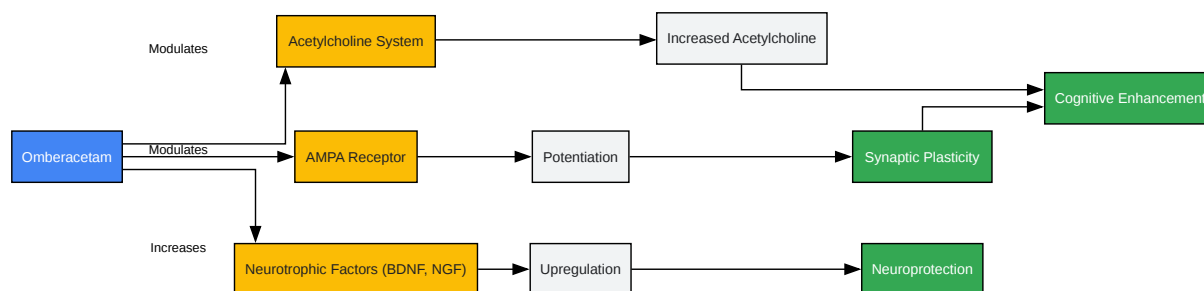 Modulates
Acetylcholine System
Increased Acetylcholine
Cognitive Enhancement
Omberacetam
Modulates
AMPA Receptor
Potentiation
Synaptic Plasticity
Increases
Neurotrophic Factors (BDNF, NGF)
Upregulation
Neuroprotection